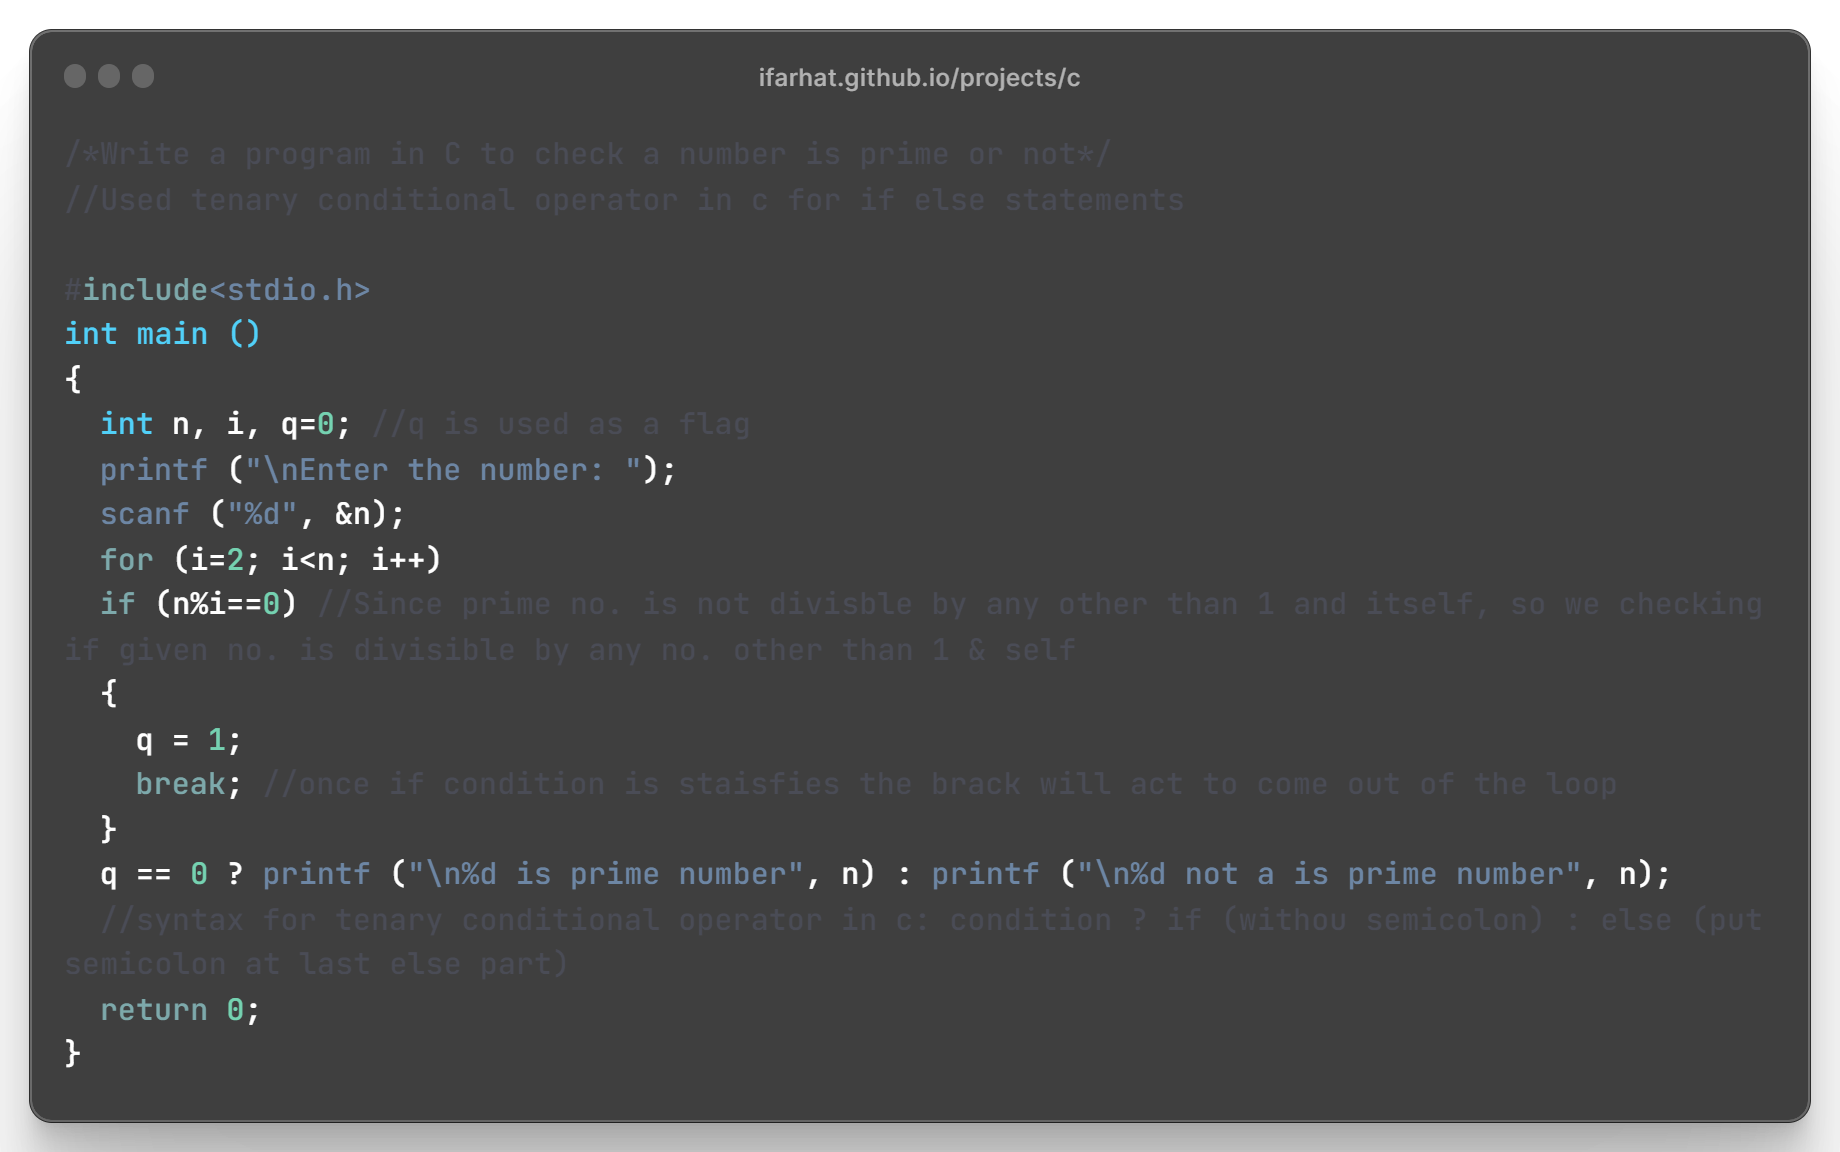 ifarhat.github.io/projects/c
/*Write a program in C to check a number is prime or not*/
//Used tenary conditional operator in c for if else statements
#include<stdio.h>
int main ()
{
int n, i, q=0; //q is used as a flag
printf ("\nEnter the number: ");
scanf ("%d", &n);
for (i=2; i<n; i++)
if (n%i==0) //Since prime no. is not divisble by any other than 1 and itself, so we checking
if given no. is divisible by any no. other than 1 & self
{
q = 1;
break; //once if condition is staisfies the brack will act to come out of the loop
}
q == 0 ? printf ("\n%d is prime number", n) : printf ("\n%d not a is prime number", n);
//syntax for tenary conditional operator in c: condition ? if (withou semicolon) : else (put
semicolon at last else part)
return 0;
}